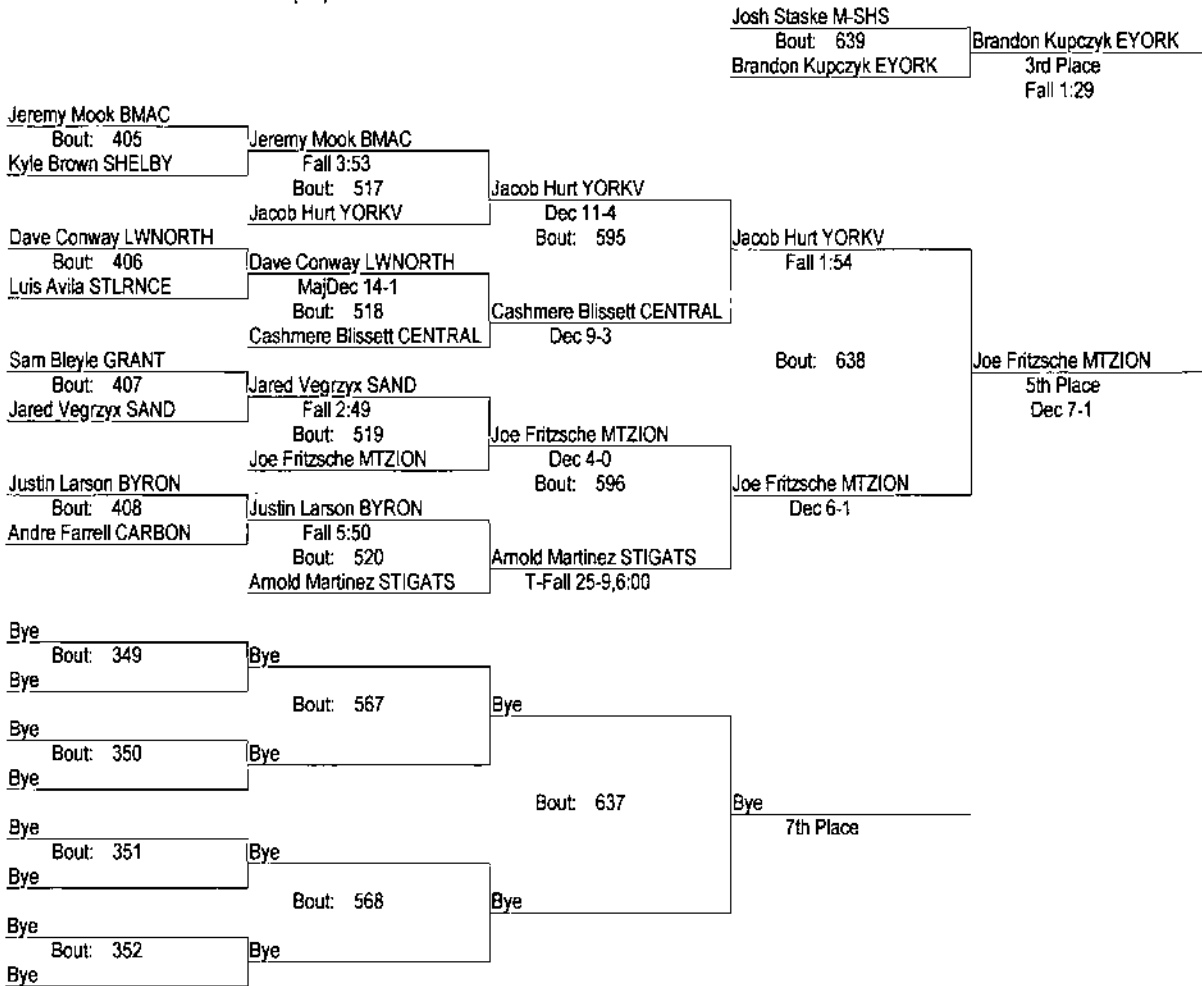 Josh Staske M-SHS
Bout: 639
Brandon Kupczyk EYORK
Brandon Kupczyk EYORK
3rd Place
Fall 1:29
Jeremy Mook BMAC
Bout: 405
Kyle Brown SHELBY
Dave Conway LWNORTH
Bout: 406
Luis Avila STLRNCE
Sam Bleyle GRANT
Bout: 407
Jared Vegrzyx SAND
Justin Larson BYRON
Bout: 408
Andre Farrell CARBON
Jeremy Mook BMAC
Fall 3:53
Bout: 517
Jacob Hurt YORKV
Dave Conway LWNORTH
MajDec 14-1
Bout: 518
Cashmere Blissett CENTRAL
Jared Vegrzyx SAND
Fall 2:49
Bout: 519
Joe Fritzsche MTZION
Justin Larson BYRON
Fall 5:50
Bout: 520
Arnold Martinez STIGATS
Jacob Hurt YORKV
Dec 11-4
Bout: 595
Cashmere Blissett CENTRAL
Dec 9-3
Joe Fritzsche MTZION
Dec 4-0
Bout: 596
Arnold Martinez STIGATS
T-Fall 25-9,6:00
Jacob Hurt YORKV
Fall 1:54
Bout: 638
Joe Fritzsche MTZION
Dec 6-1
Joe Fritzsche MTZION
5th Place
Dec 7-1
Bye
Bout: 349
Bye
Bye
Bout: 350
Bye
Bye
Bout: 351
Bye
Bye
Bout: 352
Bye
Bye
Bout: 567
Bye
Bye
Bout: 568
Bye
Bye
Bout: 637
Bye
Bye
7th Place